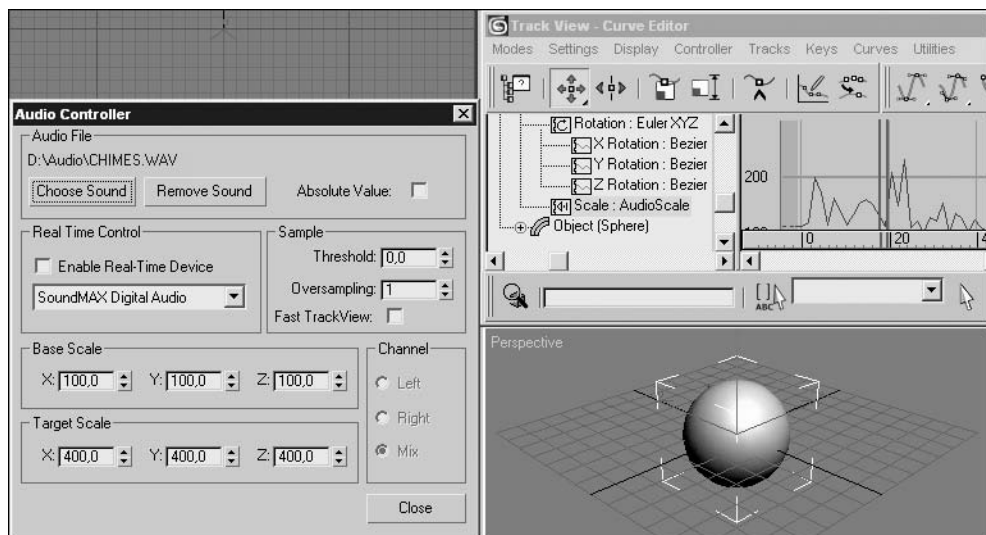 Audio Controller
Audio File
D:\Audio\CHIMES.WAV
Choose Sound
Remove Sound
Absolute Value:
Real Time Control
Enable Real-Time Device
SoundMAX Digital Audio
Sample
Threshold: 0,0
Oversampling: 1
Fast TrackView:
Base Scale
X: 100,0 Y: 100,0 Z: 100,0
Target Scale
X: 400,0 Y: 400,0 Z: 400,0
Channel
Left
Right
Mix
Close
Track View - Curve Editor
Modes Settings Display Controller Tracks Keys Curves Utilities
Rotation : Euler XYZ
X Rotation : Bezier
Y Rotation : Bezier
Z Rotation : Bezier
Scale : AudioScale
Object (Sphere)
200
0 20
ABC
Perspective